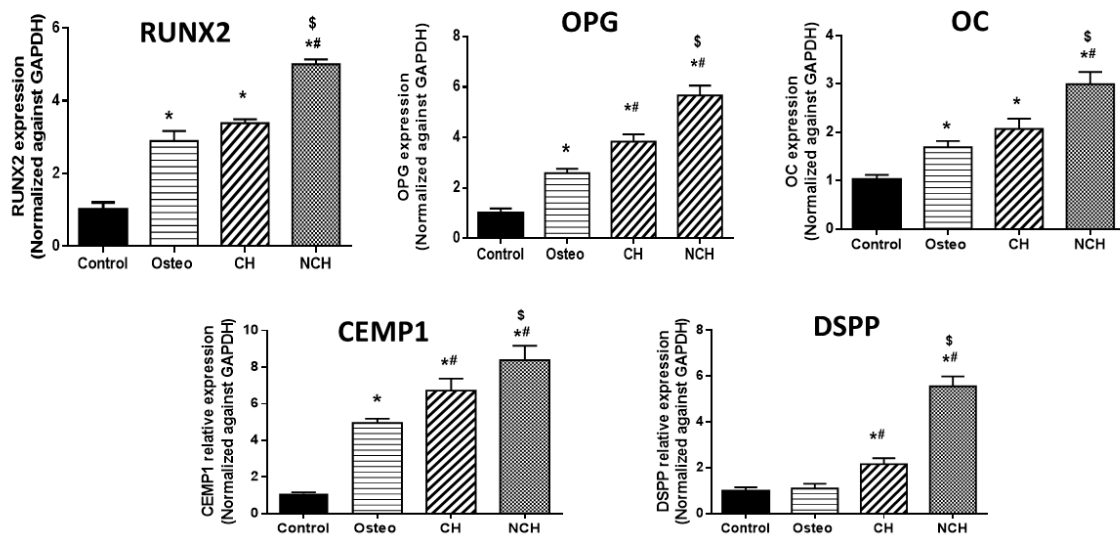 RUNX2
RUNX2 expression
(Normalized against GAPDH)
6
4
2
0
*
*
$
*#
Control Osteo CH NCH
OPG
OPG expression
(Normalized against GAPDH)
8
6
4
2
0
*
*#
$
*#
Control Osteo CH NCH
OC
OC expression
(Normalized against GAPDH)
4
3
2
1
0
*
*
$
*#
Control Osteo CH NCH
CEMP1
CEMP1 relative expression
(Normalized against GAPDH)
10
8
6
4
2
0
*
*#
$
*#
Control Osteo CH NCH
DSPP
DSPP relative expression
(Normalized against GAPDH)
8
6
4
2
0
*#
$
*#
Control Osteo CH NCH